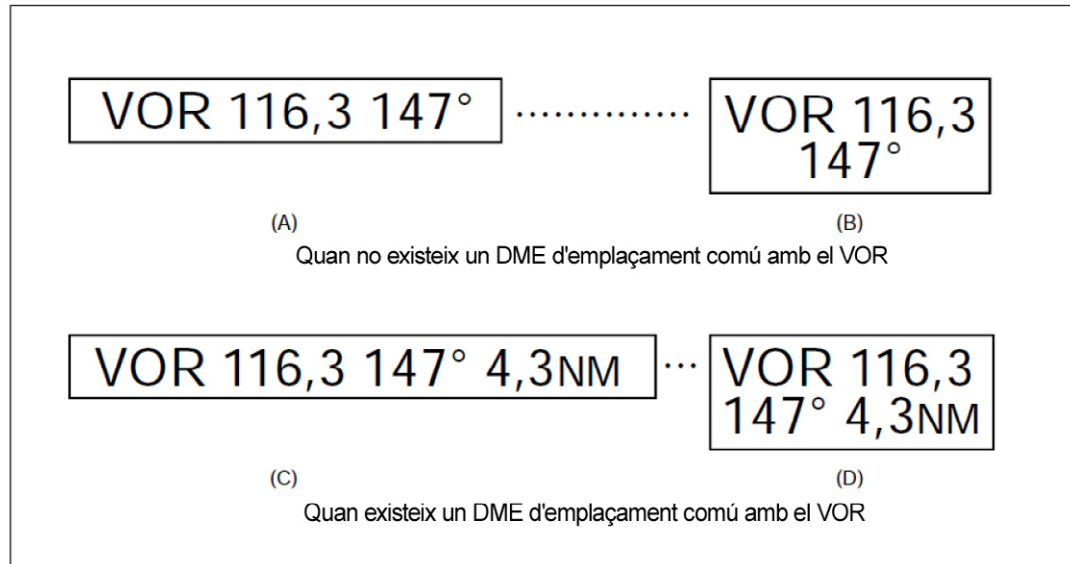 VOR 116,3 147° .............. VOR 116,3
147°
(A) (B)
Quan no existeix un DME d'emplaçament comú amb el VOR
VOR 116,3 147° 4,3NM ... VOR 116,3
147° 4,3NM
(C) (D)
Quan existeix un DME d'emplaçament comú amb el VOR